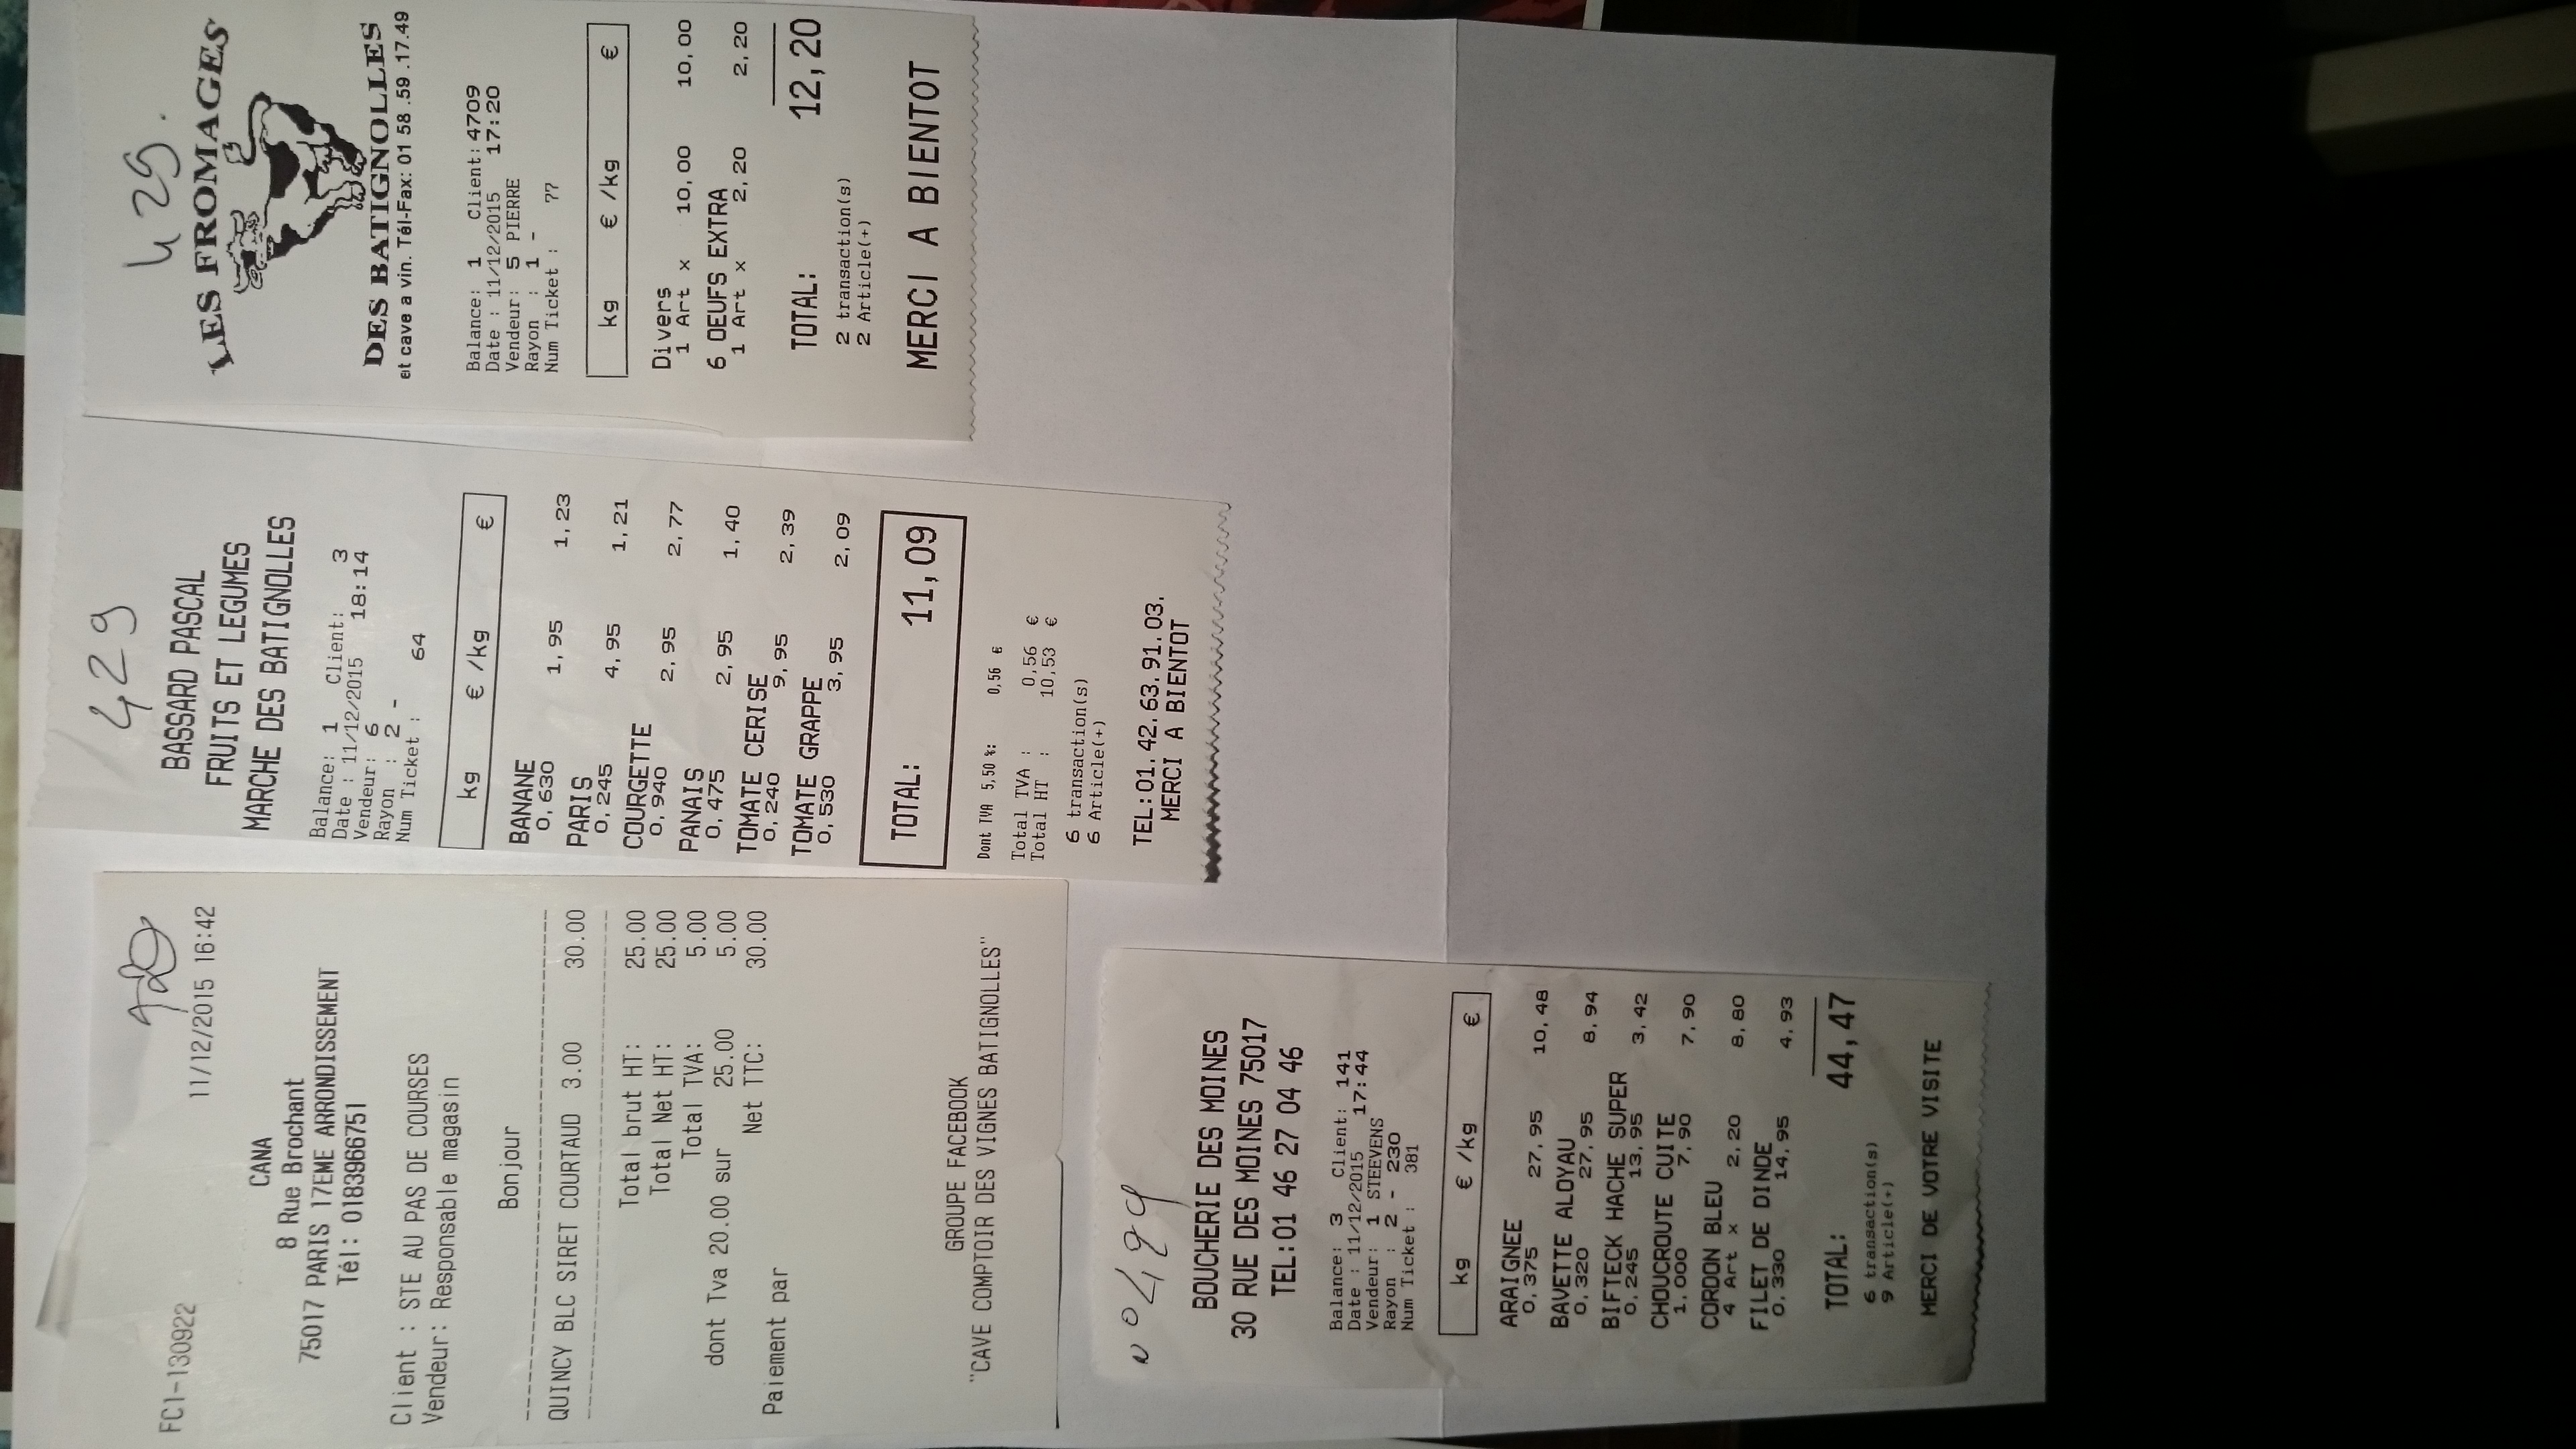 FC1-130922
11/12/2015 16:42
CANA
8 Rue Brochant
75017 PARIS 17EME ARRONDISSEMENT
Tél: 0183966751
Client : STE AU PAS DE COURSES
Vendeur: Responsable magasin
Bonjour
QUINCY BLC SIRET COURTAUD 3.00 30.00
Total brut HT: 25.00
Total Net HT: 25.00
Total TVA: 5.00
dont Tva 20.00 sur 25.00 5.00
Net TTC: 30.00
Paiement par
GROUPE FACEBOOK
"CAVE COMPTOIR DES VIGNES BATIGNOLLES"
429
BASSARD PASCAL
FRUITS ET LEGUMES
MARCHE DES BATIGNOLLES
Balance: 1 Client: 3
Date : 11/12/2015 18:14
Vendeur: 6
Rayon : 2 -
Num Ticket : 64
kg € /kg €
BANANE
0,630 1,95 1,23
PARIS
0,245 4,95 1,21
COURGETTE
0,940 2,95 2,77
PANAIS
0,475 2,95 1,40
TOMATE CERISE
0,240 9,95 2,39
TOMATE GRAPPE
0,530 3,95 2,09
TOTAL: 11,09
Dont TVA 5,50 %: 0,56 €
Total TVA : 0,56 €
Total HT : 10,53 €
6 transaction(s)
6 Article(+)
TEL:01.42.63.91.03.
MERCI A BIENTOT
429.
LES FROMAGES
DES BATIGNOLLES
et cave a vin. Tél-Fax: 01 58 .59 .17.49
Balance: 1 Client: 4709
Date : 11/12/2015 17:20
Vendeur: 5 PIERRE
Rayon : 1 -
Num Ticket : 77
kg € /kg €
Divers
1 Art x 10,00 10,00
6 OEUFS EXTRA
1 Art x 2,20 2,20
TOTAL: 12,20
2 transaction(s)
2 Article(+)
MERCI A BIENTOT
N° 429
BOUCHERIE DES MOINES
30 RUE DES MOINES 75017
TEL:01 46 27 04 46
Balance: 3 Client: 141
Date : 11/12/2015 17:44
Vendeur: 1 STEEVENS
Rayon : 2 - 230
Num Ticket : 381
kg € /kg €
ARAIGNEE
0,375 27,95 10,48
BAVETTE ALOYAU
0,320 27,95 8,94
BIFTECK HACHE SUPER
0,245 13,95 3,42
CHOUCROUTE CUITE
1,000 7,90 7,90
CORDON BLEU
4 Art x 2,20 8,80
FILET DE DINDE
0,330 14,95 4,93
TOTAL: 44,47
6 transaction(s)
9 Article(+)
MERCI DE VOTRE VISITE